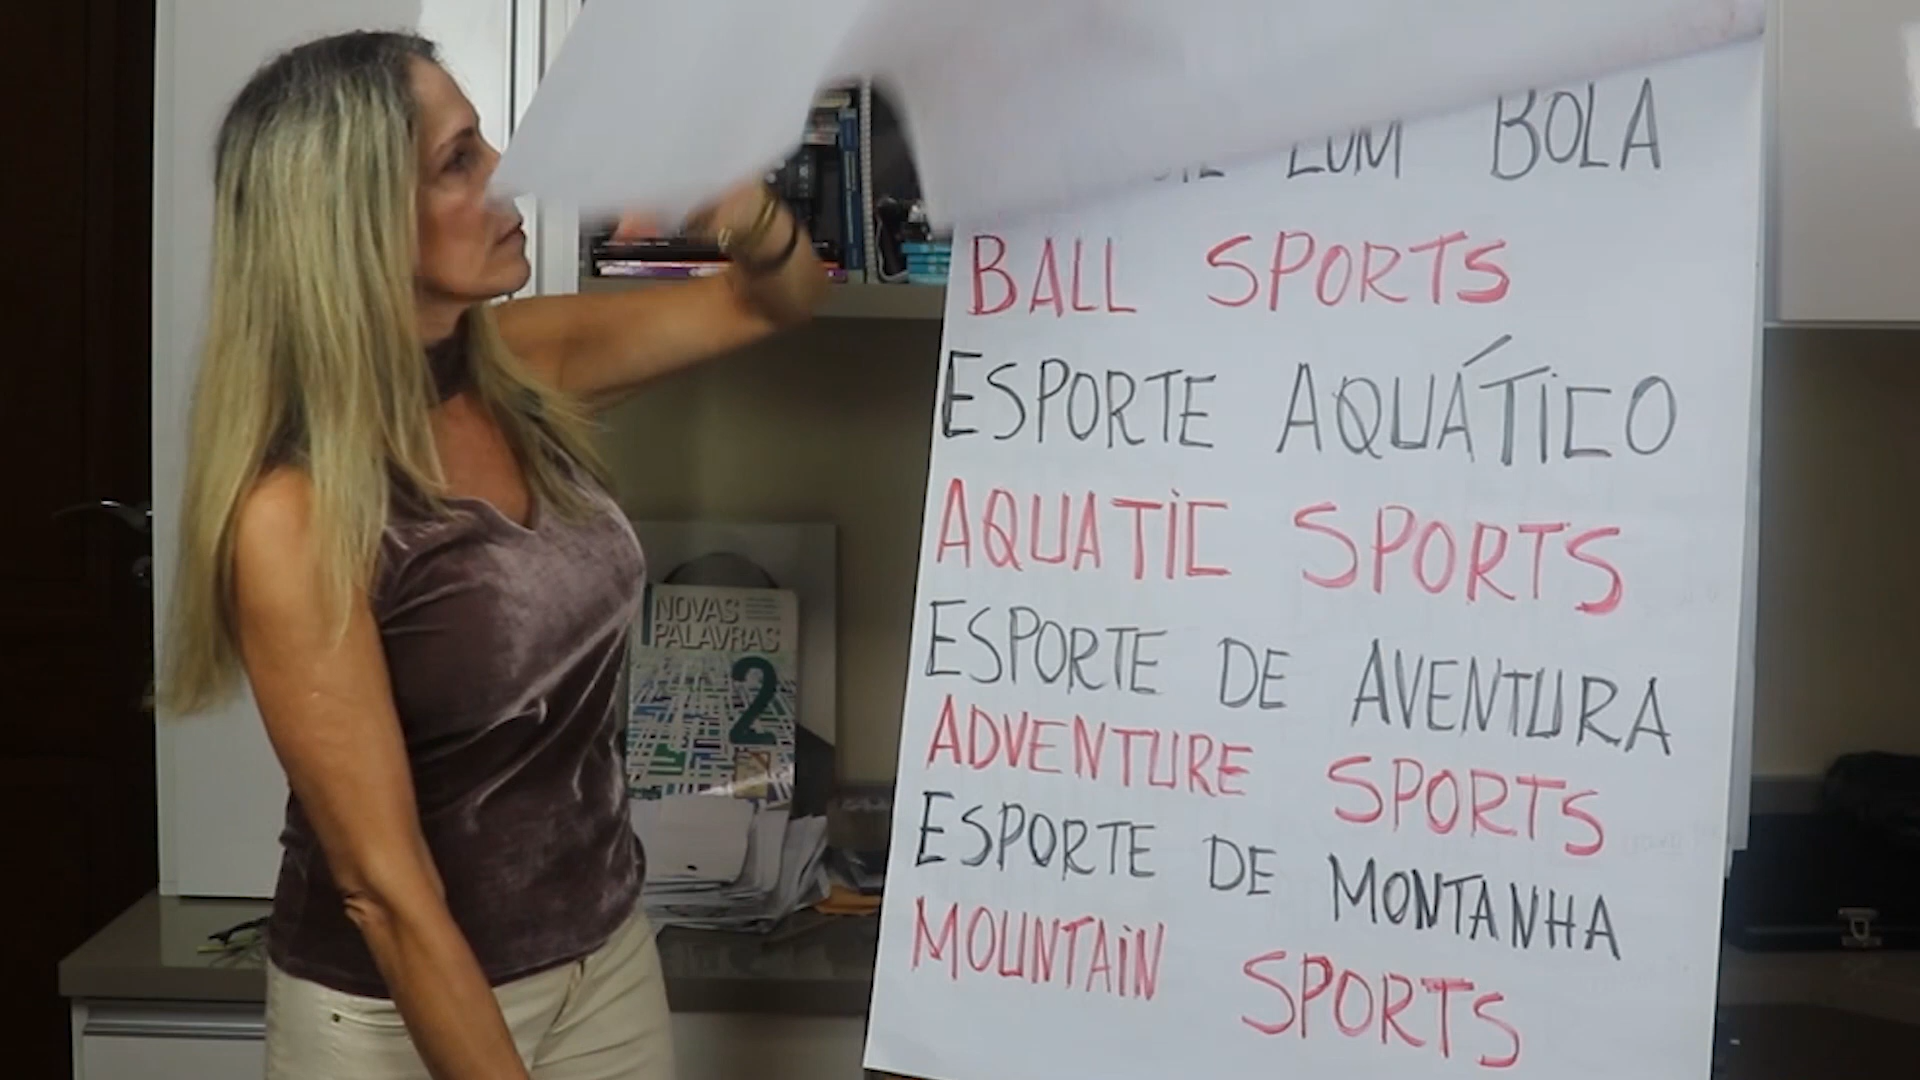 COM BOLA
BALL SPORTS
ESPORTE AQUÁTICO
AQUATIC SPORTS
ESPORTE DE AVENTURA
ADVENTURE SPORTS
ESPORTE DE MONTANHA
MOUNTAIN SPORTS
NOVAS
PALAVRAS
2